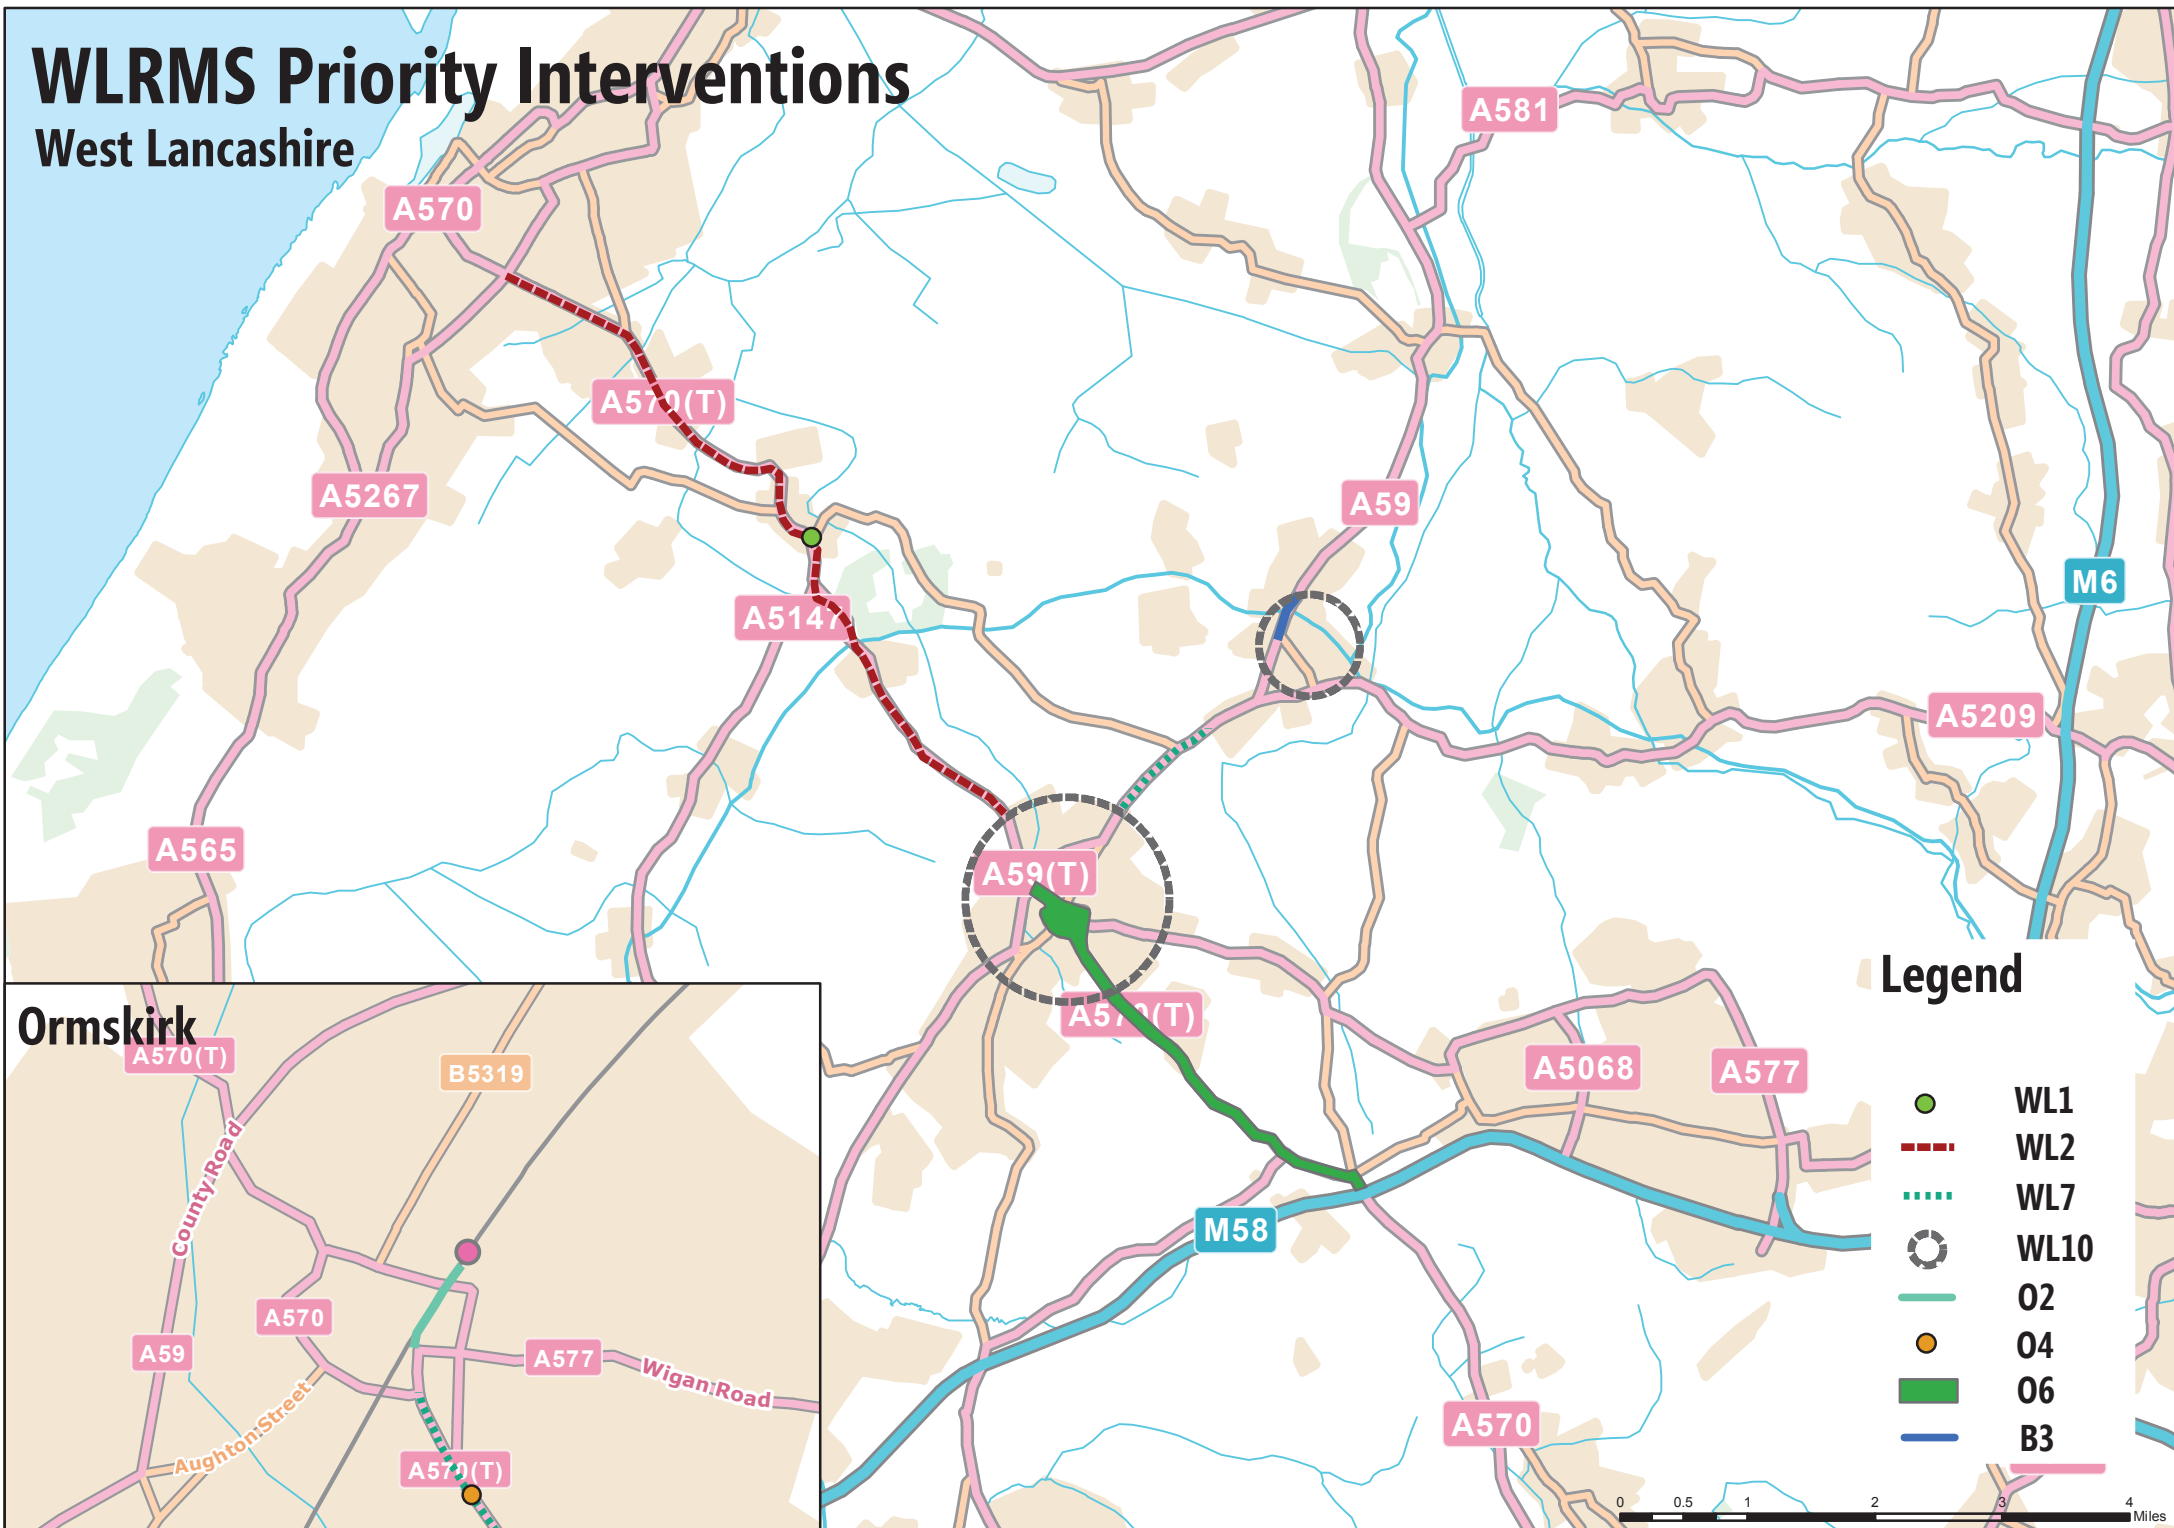 WLRMS Priority Interventions
West Lancashire
A581
A570
A570(T)
A5267
A59
M6
A5147
A5209
A565
A59(T)
A570(T)
A5068
A577
M58
A570
Ormskirk
A570(T)
B5319
County Road
A570
A59
A577
Wigan Road
Aughton Street
A570(T)
Legend
WL1
WL2
WL7
WL10
O2
O4
O6
B3
0 0.5 1 2 3 4
Miles